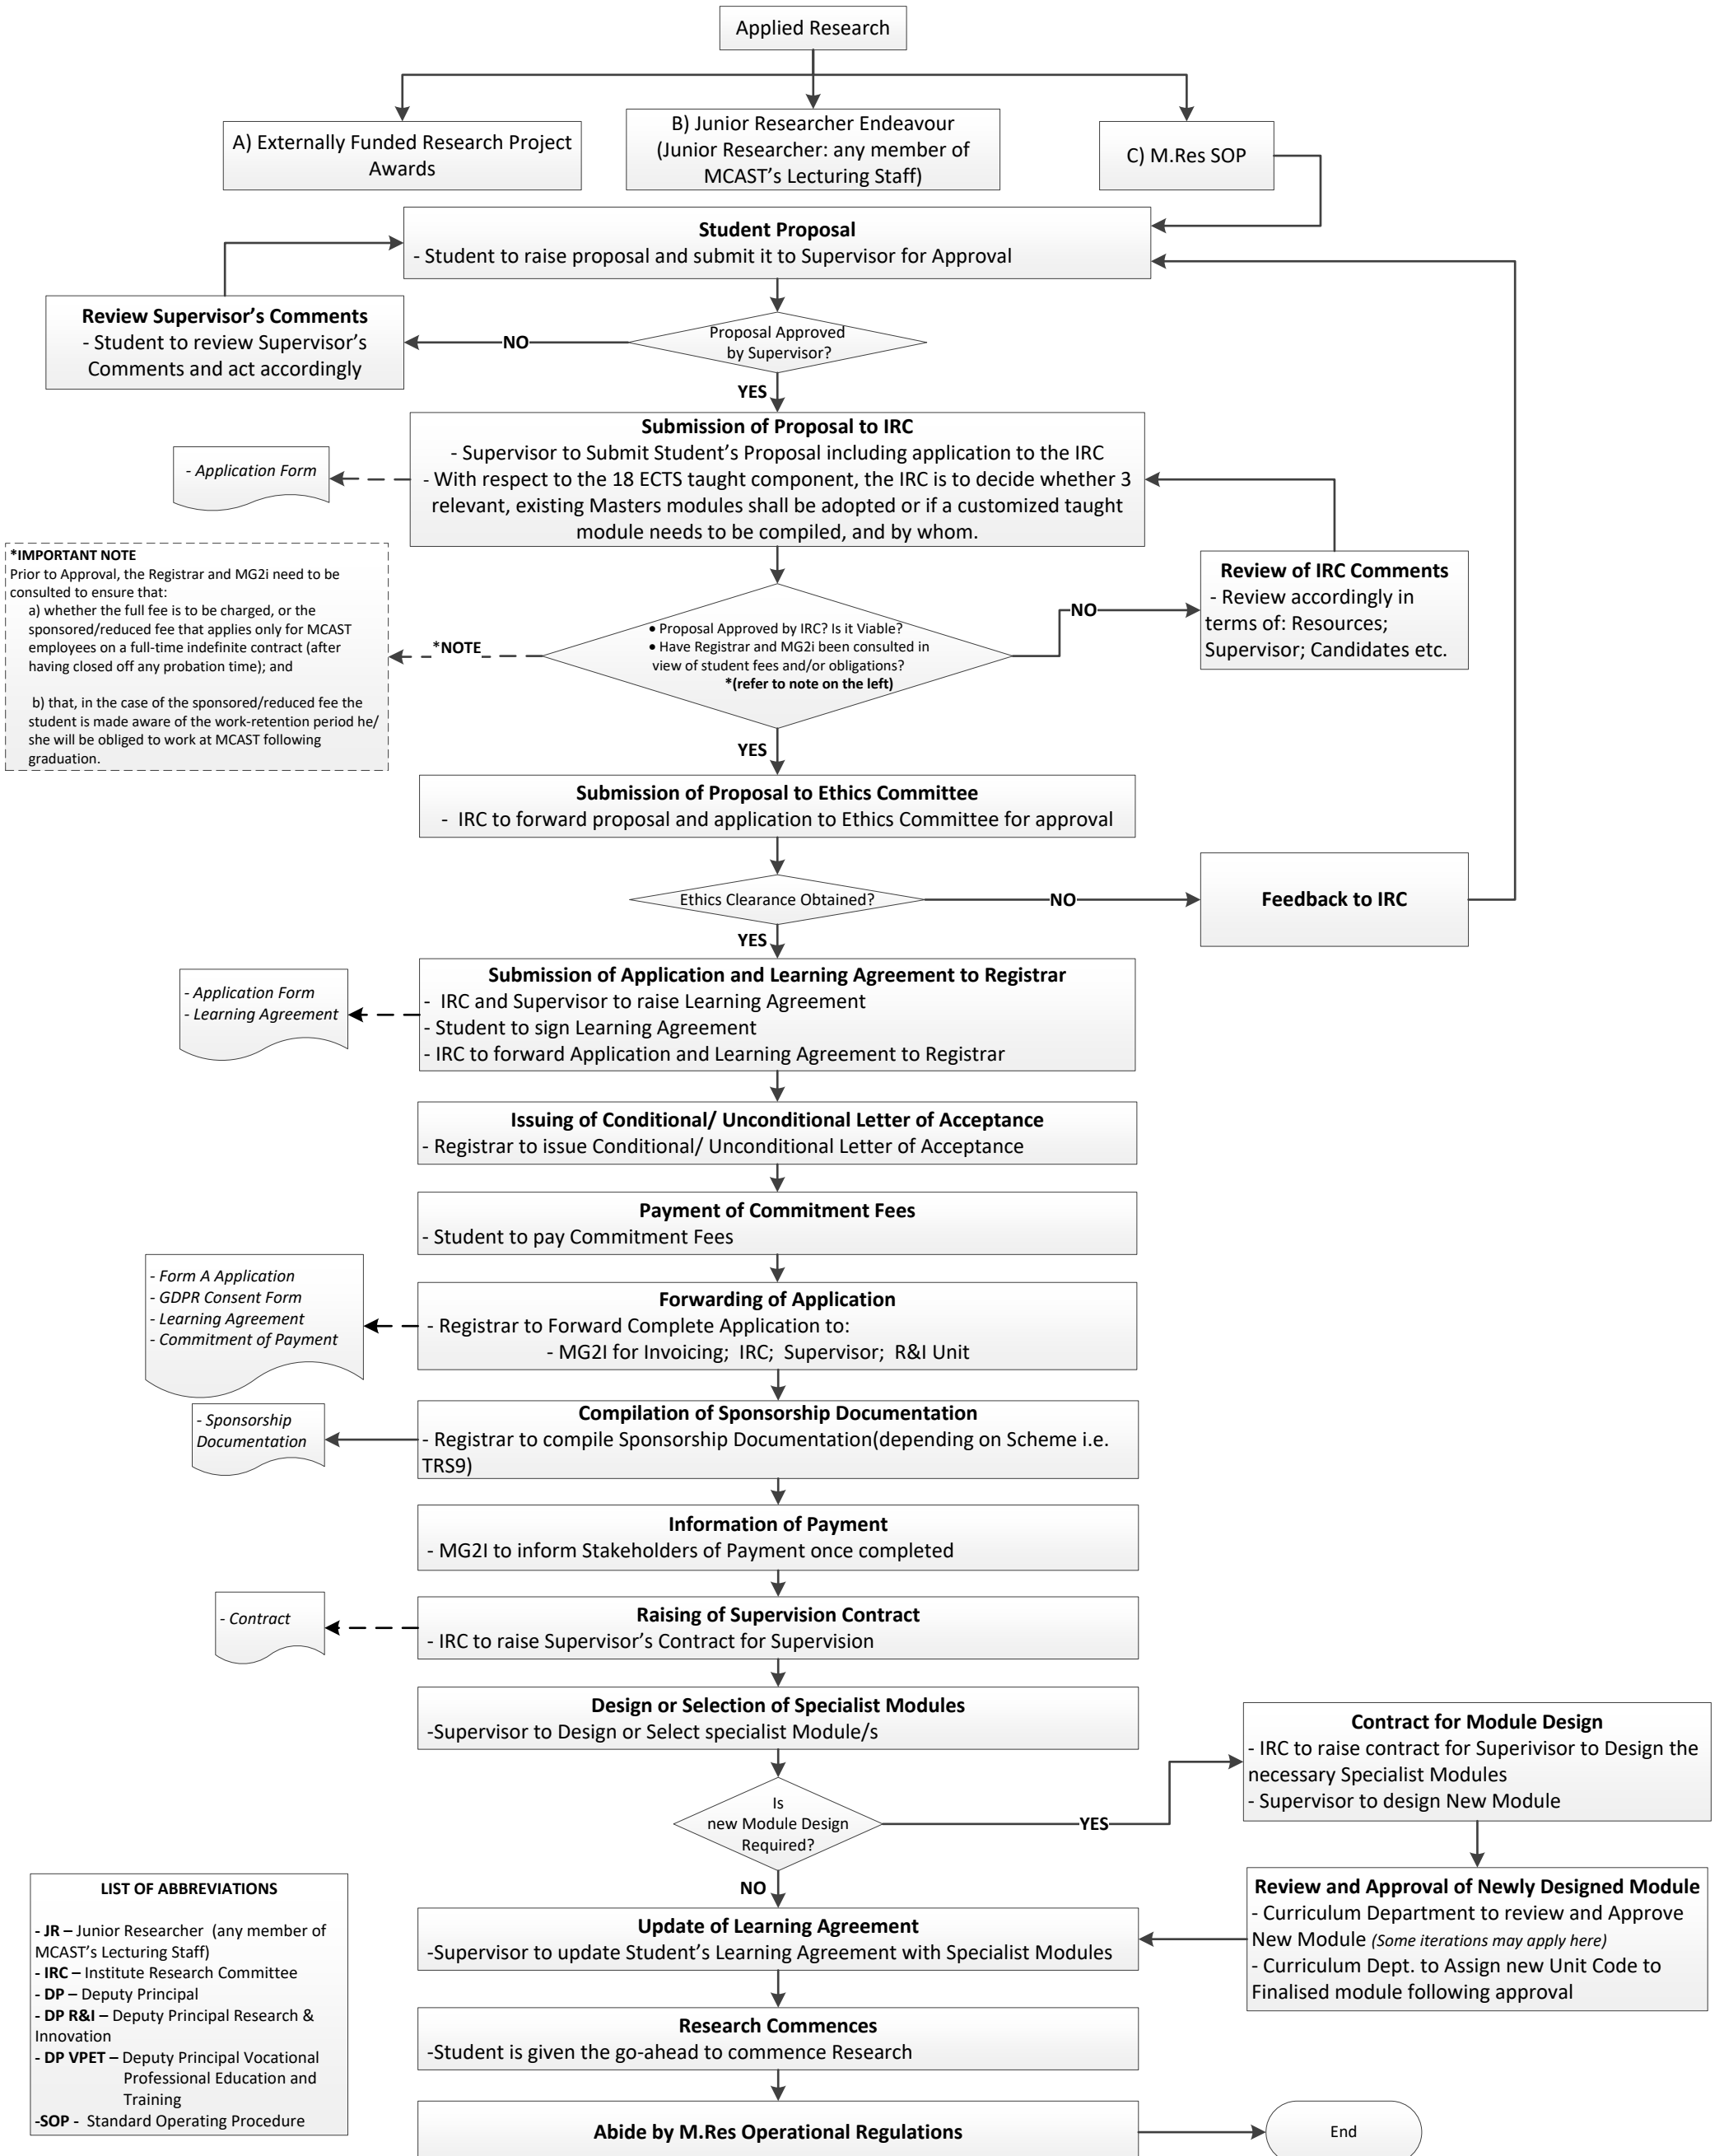 Applied Research
A) Externally Funded Research Project
Awards
B) Junior Researcher Endeavour
(Junior Researcher: any member of
MCAST’s Lecturing Staff)
C) M.Res SOP
Student Proposal
- Student to raise proposal and submit it to Supervisor for Approval
Review Supervisor’s Comments
- Student to review Supervisor’s
Comments and act accordingly
NO
Proposal Approved
by Supervisor?
YES
Submission of Proposal to IRC
- Supervisor to Submit Student’s Proposal including application to the IRC
- With respect to the 18 ECTS taught component, the IRC is to decide whether 3
relevant, existing Masters modules shall be adopted or if a customized taught
module needs to be compiled, and by whom.
- Application Form
*IMPORTANT NOTE
Prior to Approval, the Registrar and MG2i need to be
consulted to ensure that:
a) whether the full fee is to be charged, or the
sponsored/reduced fee that applies only for MCAST
employees on a full-time indefinite contract (after
having closed off any probation time); and
b) that, in the case of the sponsored/reduced fee the
student is made aware of the work-retention period he/
she will be obliged to work at MCAST following
graduation.
*NOTE
• Proposal Approved by IRC? Is it Viable?
• Have Registrar and MG2i been consulted in
view of student fees and/or obligations?
*(refer to note on the left)
NO
Review of IRC Comments
- Review accordingly in
terms of: Resources;
Supervisor; Candidates etc.
YES
Submission of Proposal to Ethics Committee
- IRC to forward proposal and application to Ethics Committee for approval
Ethics Clearance Obtained?
NO
Feedback to IRC
YES
Submission of Application and Learning Agreement to Registrar
- IRC and Supervisor to raise Learning Agreement
- Student to sign Learning Agreement
- IRC to forward Application and Learning Agreement to Registrar
- Application Form
- Learning Agreement
Issuing of Conditional/ Unconditional Letter of Acceptance
- Registrar to issue Conditional/ Unconditional Letter of Acceptance
Payment of Commitment Fees
- Student to pay Commitment Fees
- Form A Application
- GDPR Consent Form
- Learning Agreement
- Commitment of Payment
Forwarding of Application
- Registrar to Forward Complete Application to:
- MG2I for Invoicing; IRC; Supervisor; R&I Unit
- Sponsorship
Documentation
Compilation of Sponsorship Documentation
- Registrar to compile Sponsorship Documentation(depending on Scheme i.e.
TRS9)
Information of Payment
- MG2I to inform Stakeholders of Payment once completed
- Contract
Raising of Supervision Contract
- IRC to raise Supervisor’s Contract for Supervision
Design or Selection of Specialist Modules
-Supervisor to Design or Select specialist Module/s
Is
new Module Design
Required?
YES
Contract for Module Design
- IRC to raise contract for Superivisor to Design the
necessary Specialist Modules
- Supervisor to design New Module
Review and Approval of Newly Designed Module
- Curriculum Department to review and Approve
New Module (Some iterations may apply here)
- Curriculum Dept. to Assign new Unit Code to
Finalised module following approval
NO
Update of Learning Agreement
-Supervisor to update Student’s Learning Agreement with Specialist Modules
Research Commences
-Student is given the go-ahead to commence Research
Abide by M.Res Operational Regulations
End
LIST OF ABBREVIATIONS
- JR – Junior Researcher (any member of
MCAST’s Lecturing Staff)
- IRC – Institute Research Committee
- DP – Deputy Principal
- DP R&I – Deputy Principal Research &
Innovation
- DP VPET – Deputy Principal Vocational
Professional Education and
Training
-SOP - Standard Operating Procedure